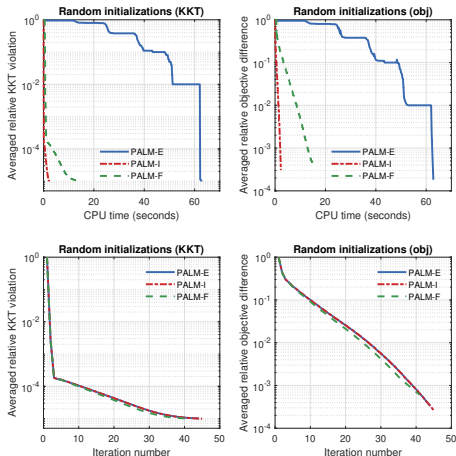 Random initializations (KKT)
Averaged relative KKT violation
10^0
10^-2
10^-4
PALM-E
PALM-I
PALM-F
0 20 40 60
CPU time (seconds)
Random initializations (obj)
Averaged relative objective difference
10^0
10^-1
10^-2
10^-3
10^-4
PALM-E
PALM-I
PALM-F
0 20 40 60
CPU time (seconds)
Random initializations (KKT)
Averaged relative KKT violation
10^0
10^-2
10^-4
PALM-E
PALM-I
PALM-F
0 10 20 30 40 50
Iteration number
Random initializations (obj)
Averaged relative objective difference
10^0
10^-1
10^-2
10^-3
10^-4
PALM-E
PALM-I
PALM-F
0 10 20 30 40 50
Iteration number